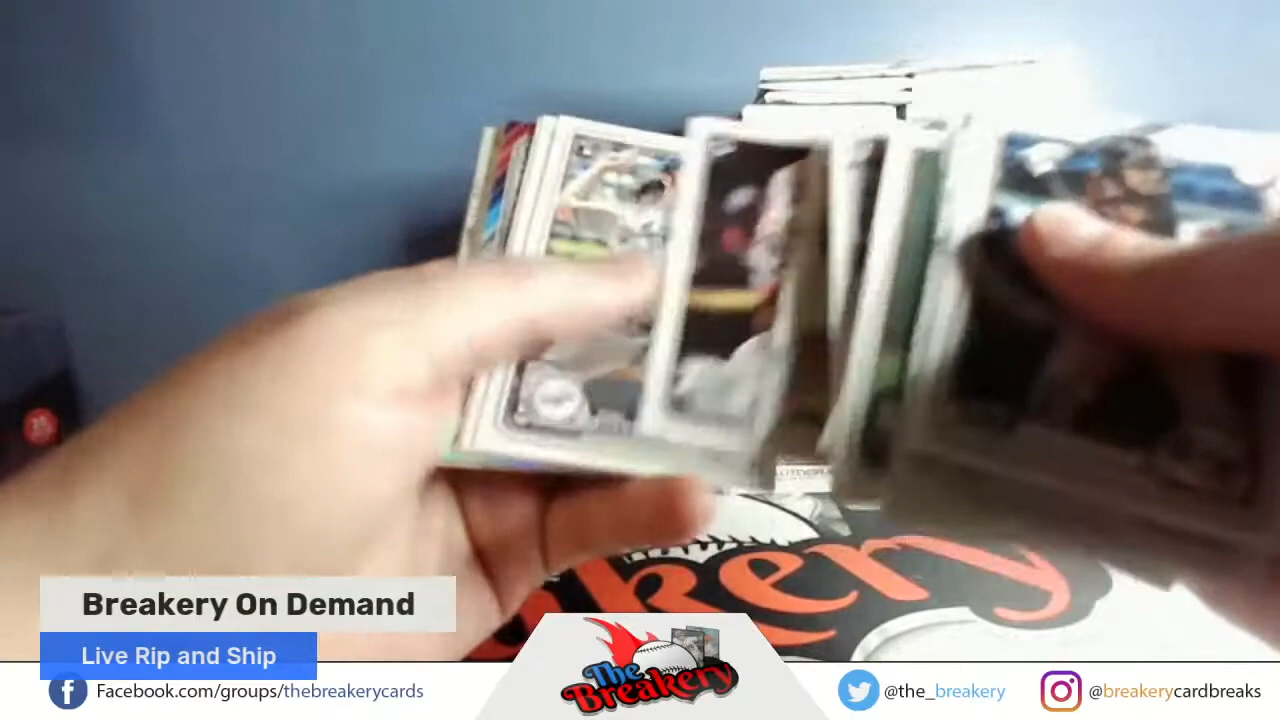 Breakery On Demand
Live Rip and Ship
Facebook.com/groups/thebreakerycards
The
Breakery
@the_breakery
@breakerycardbreaks